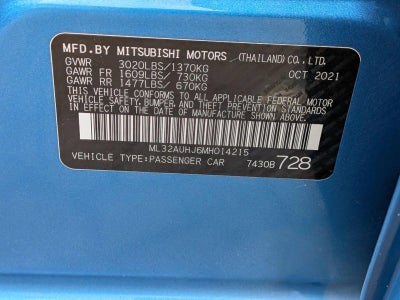 MFD.BY MITSUBISHI MOTORS (THAILAND)CO.,LTD.
GVWR 3020LBS/1370KG
GAWR FR 1609LBS/ 730KG OCT 2021
GAWR RR 1477LBS/ 670KG
THIS VEHICLE CONFORMS TO ALL APPLICABLE FEDERAL MOTOR
VEHICLE SAFETY, BUMPER, AND THEFT PREVENTION STANDARDS
IN EFFECT ON THE DATE OF MANUFACTURE SHOWN ABOVE.
ML32AUHJ6MH014215
VEHICLE TYPE:PASSENGER CAR 7430B 728